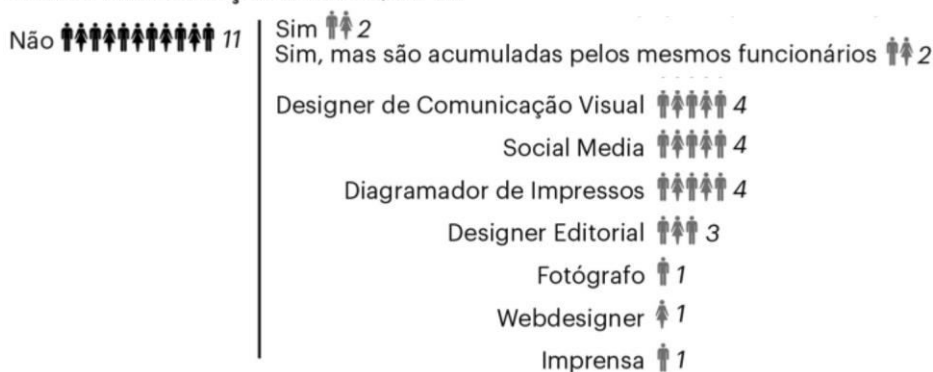 Não 11
Sim 2
Sim, mas são acumuladas pelos mesmos funcionários 2
Designer de Comunicação Visual 4
Social Media 4
Diagramador de Impressos 4
Designer Editorial 3
Fotógrafo 1
Webdesigner 1
Imprensa 1